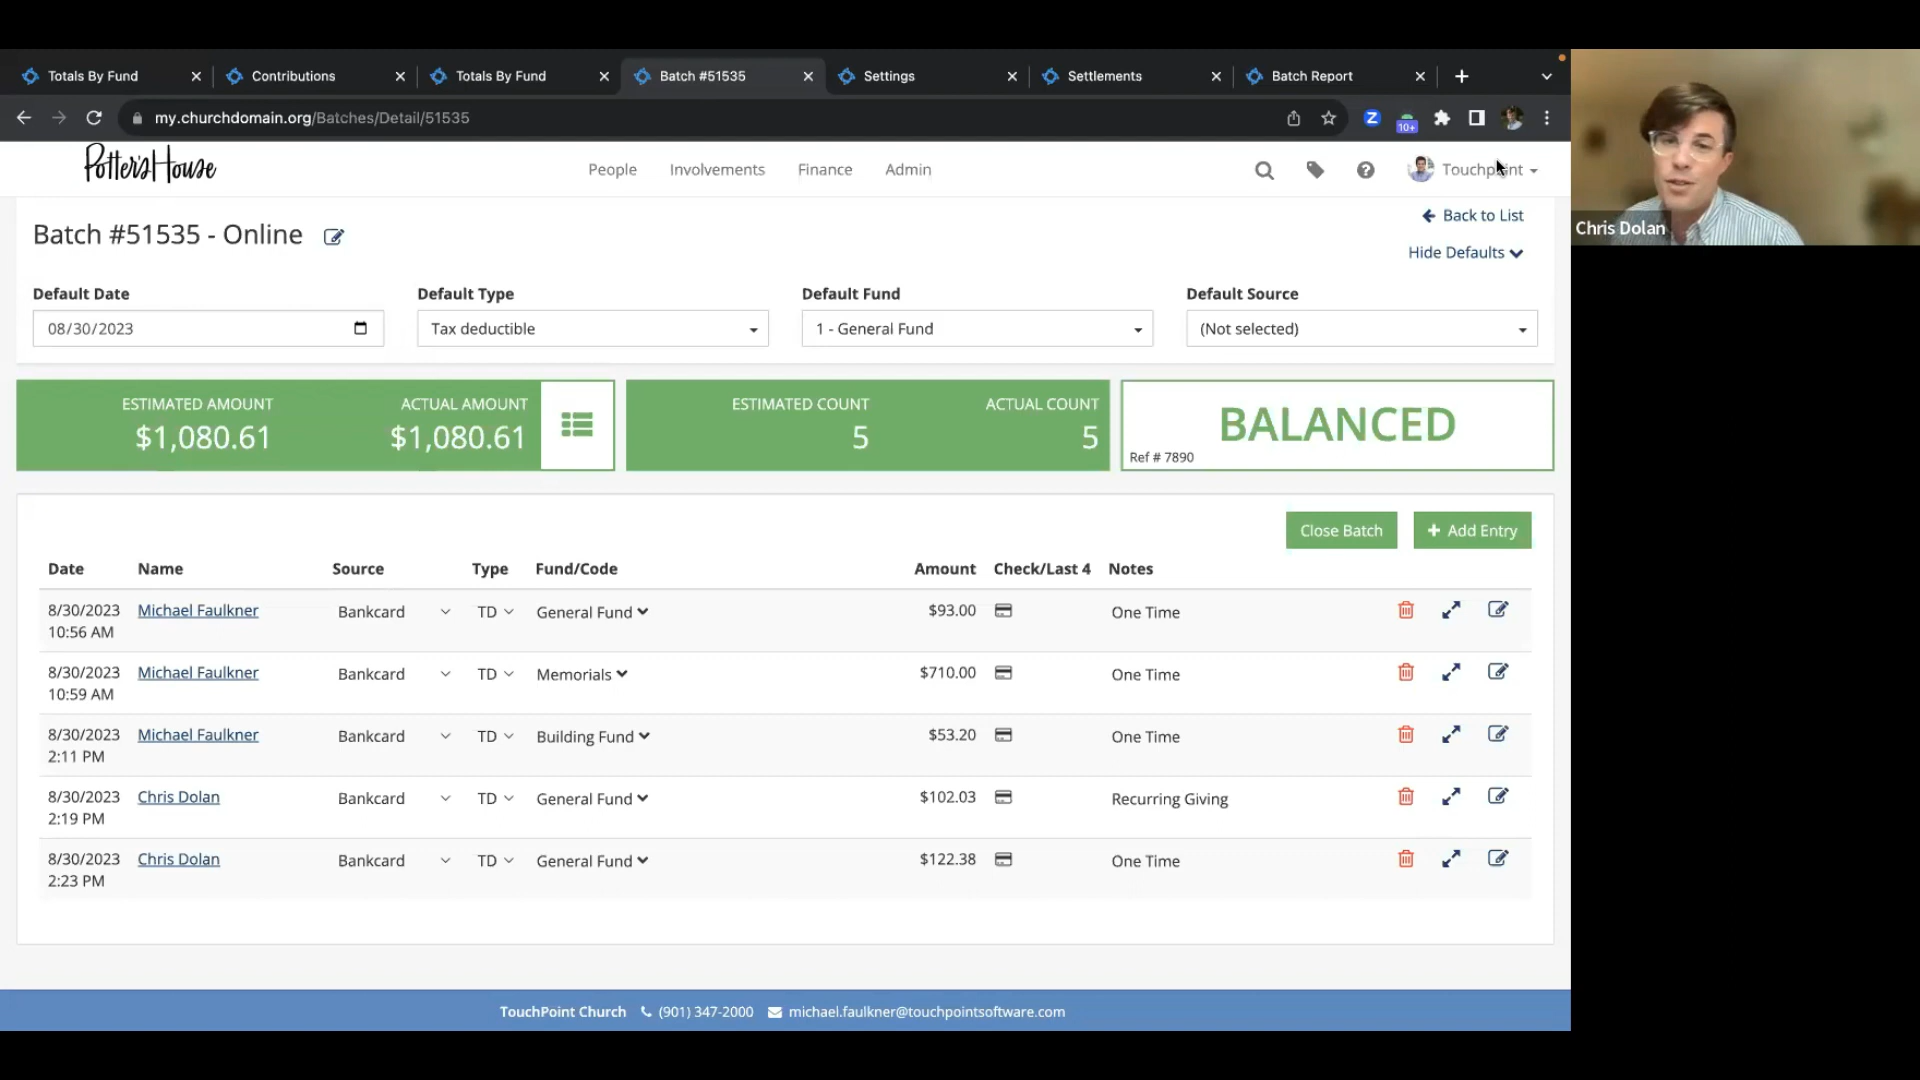 Totals By Fund Contributions Totals By Fund Batch #51535 Settings Settlements Batch Report
my.churchdomain.org/Batches/Detail/51535 Z 10+
Potter's House People Involvements Finance Admin Touchpoint
Chris Dolan
Back to List
Batch #51535 - Online
Hide Defaults
Default Date Default Type Default Fund Default Source
08/30/2023 Tax deductible 1 - General Fund (Not selected)
ESTIMATED AMOUNT ACTUAL AMOUNT ESTIMATED COUNT ACTUAL COUNT
$1,080.61 $1,080.61 5 5 BALANCED
Ref # 7890
Close Batch + Add Entry
Date Name Source Type Fund/Code Amount Check/Last 4 Notes
8/30/2023 Michael Faulkner Bankcard TD General Fund $93.00 One Time
10:56 AM
8/30/2023 Michael Faulkner Bankcard TD Memorials $710.00 One Time
10:59 AM
8/30/2023 Michael Faulkner Bankcard TD Building Fund $53.20 One Time
2:11 PM
8/30/2023 Chris Dolan Bankcard TD General Fund $102.03 Recurring Giving
2:19 PM
8/30/2023 Chris Dolan Bankcard TD General Fund $122.38 One Time
2:23 PM
TouchPoint Church (901) 347-2000 michael.faulkner@touchpointsoftware.com